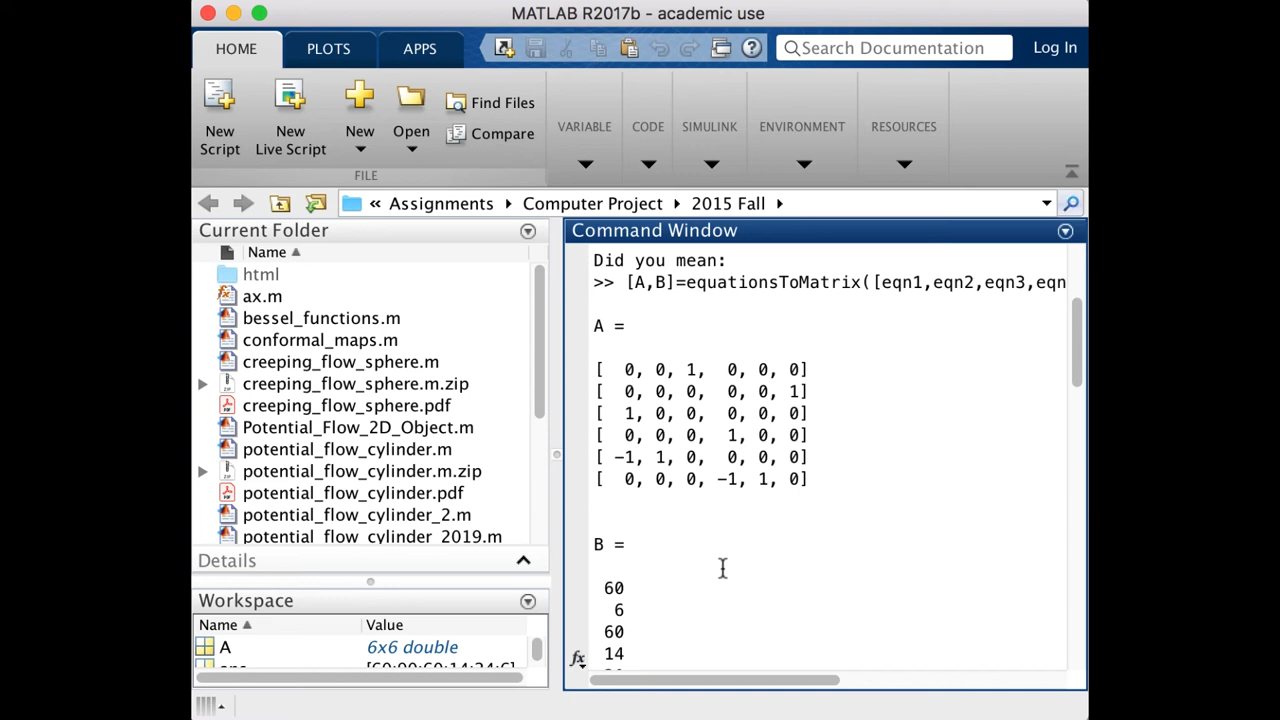 MATLAB R2017b - academic use
HOME PLOTS APPS Search Documentation Log In
New Script New Live Script New Open Find Files Compare
VARIABLE CODE SIMULINK ENVIRONMENT RESOURCES
FILE
« Assignments Computer Project 2015 Fall
Current Folder
Name
html
ax.m
bessel_functions.m
conformal_maps.m
creeping_flow_sphere.m
creeping_flow_sphere.m.zip
creeping_flow_sphere.pdf
Potential_Flow_2D_Object.m
potential_flow_cylinder.m
potential_flow_cylinder.m.zip
potential_flow_cylinder.pdf
potential_flow_cylinder_2.m
potential_flow_cylinder_2019.m
Details
Workspace
Name Value
A 6x6 double
Command Window
Did you mean:
>> [A,B]=equationsToMatrix([eqn1,eqn2,eqn3,eqn
A =
[ 0, 0, 1, 0, 0, 0]
[ 0, 0, 0, 0, 0, 1]
[ 1, 0, 0, 0, 0, 0]
[ 0, 0, 0, 1, 0, 0]
[ -1, 1, 0, 0, 0, 0]
[ 0, 0, 0, -1, 1, 0]
B =
60
6
60
14
fx